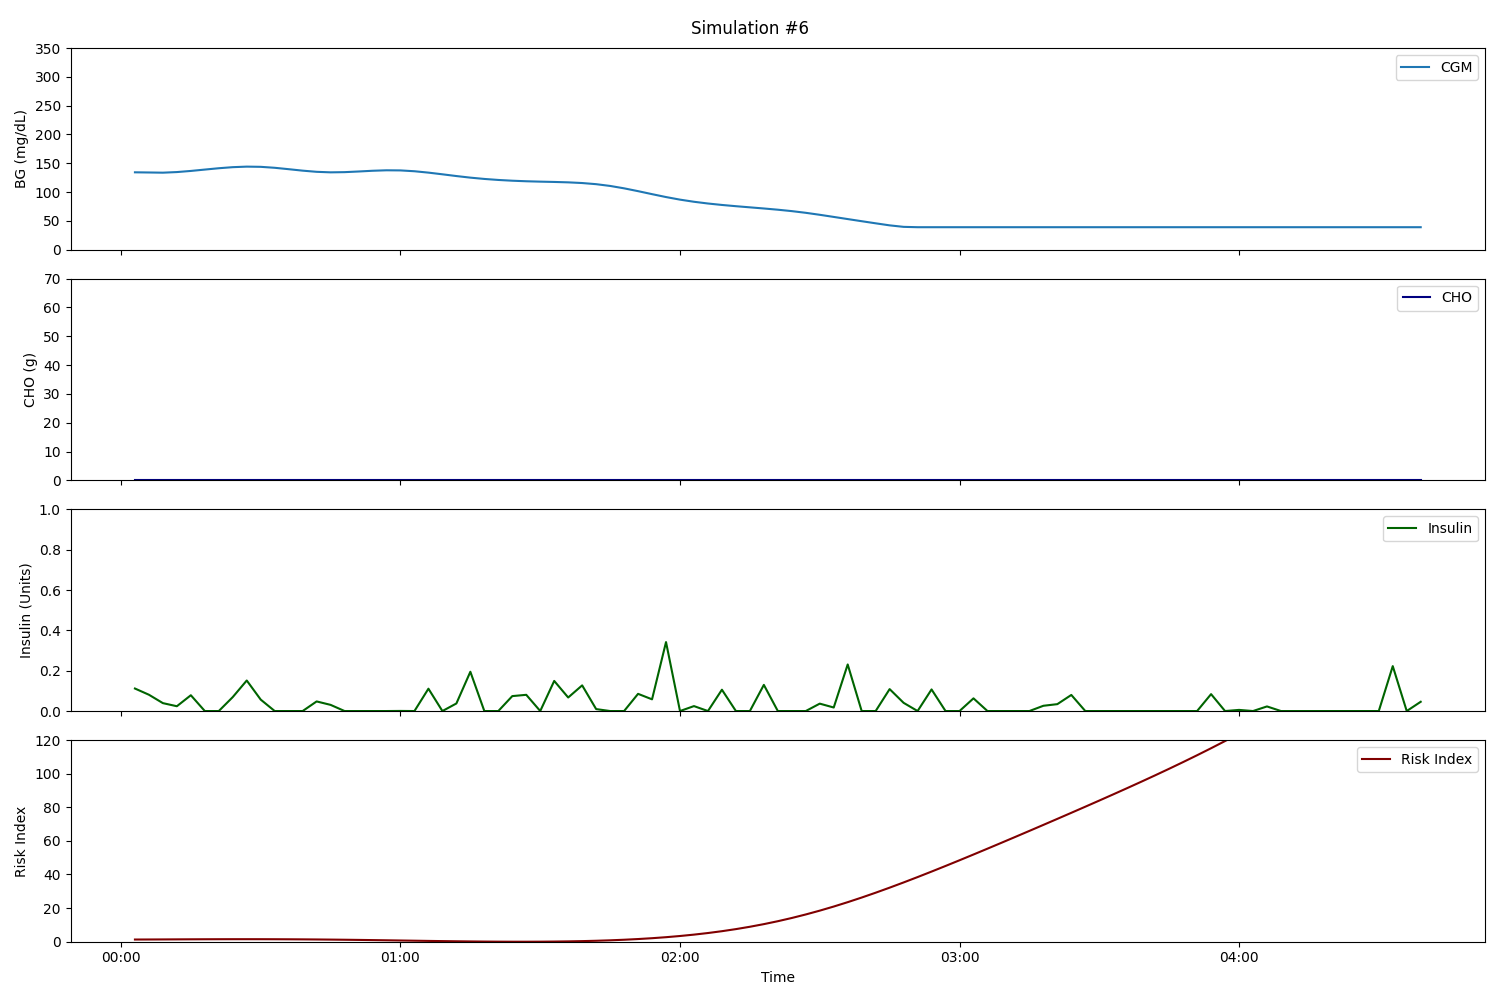 Simulation #6
350
300
250
200
150
100
50
0
BG (mg/dL)
CGM
70
60
50
40
30
20
10
0
CHO (g)
CHO
1.0
0.8
0.6
0.4
0.2
0.0
Insulin (Units)
Insulin
120
100
80
60
40
20
0
Risk Index
Risk Index
00:00 01:00 02:00 03:00 04:00
Time